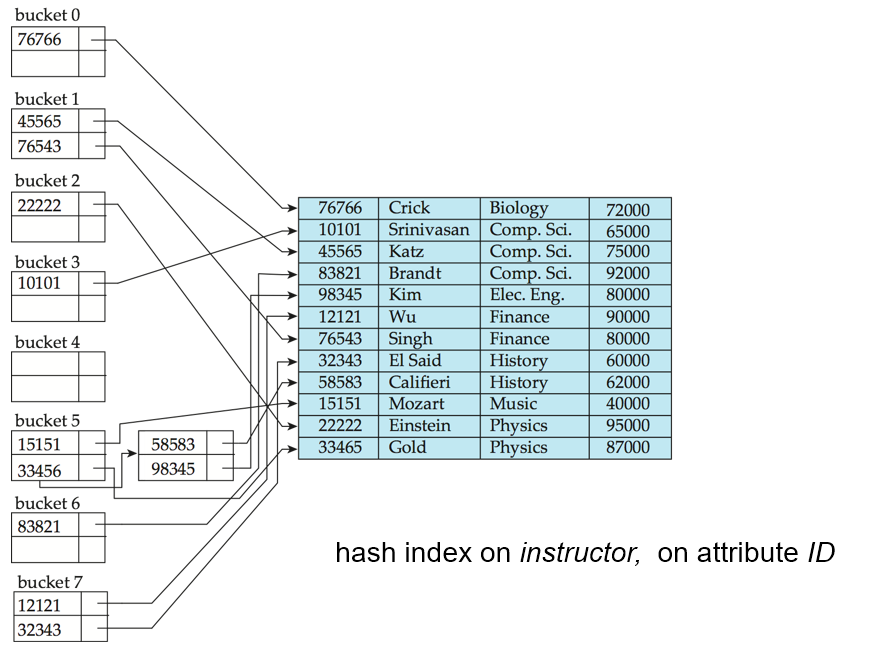 bucket 0
76766
bucket 1
45565
76543
bucket 2
22222
bucket 3
10101
bucket 4
bucket 5
15151
33456
58583
98345
bucket 6
83821
bucket 7
12121
32343
76766 Crick Biology 72000
10101 Srinivasan Comp. Sci. 65000
45565 Katz Comp. Sci. 75000
83821 Brandt Comp. Sci. 92000
98345 Kim Elec. Eng. 80000
12121 Wu Finance 90000
76543 Singh Finance 80000
32343 El Said History 60000
58583 Califieri History 62000
15151 Mozart Music 40000
22222 Einstein Physics 95000
33465 Gold Physics 87000
hash index on instructor, on attribute ID